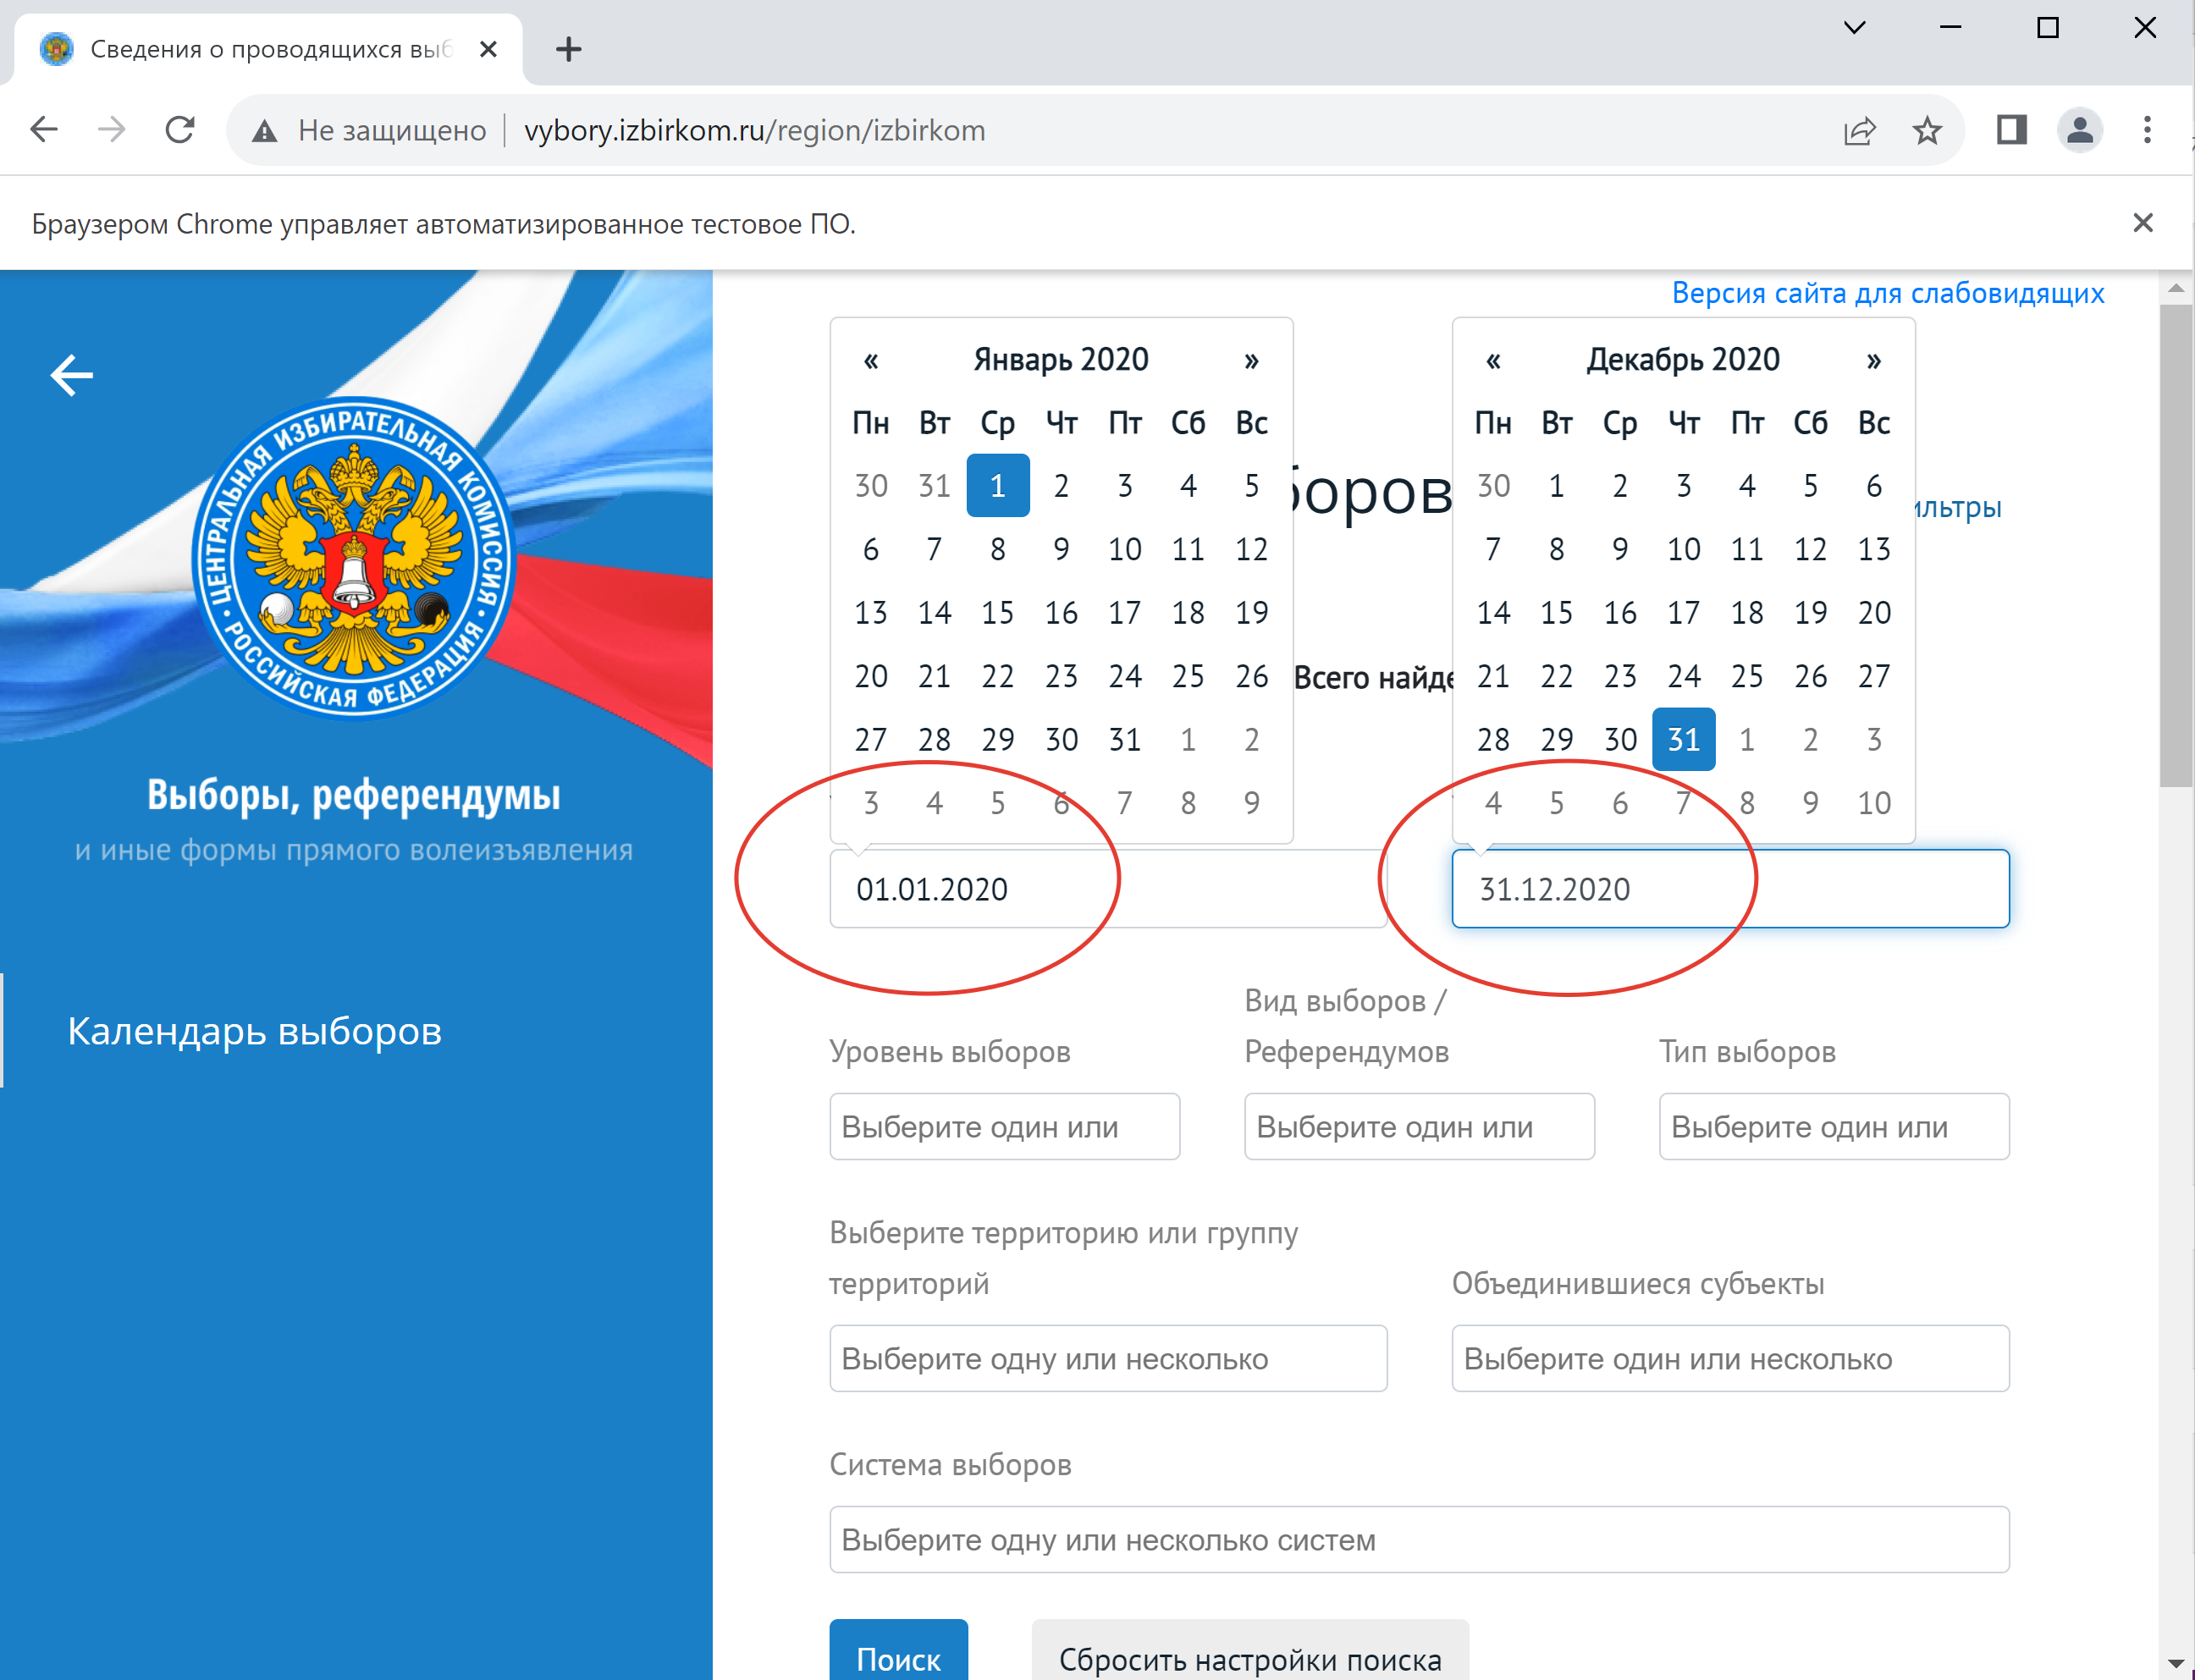 Сведения о проводящихся выб
Не защищено
vybory.izbirkom.ru/region/izbirkom
Браузером Chrome управляет автоматизированное тестовое ПО.
Версия сайта для слабовидящих
ЦЕНТРАЛЬНАЯ ИЗБИРАТЕЛЬНАЯ КОМИССИЯ
РОССИЙСКАЯ ФЕДЕРАЦИЯ
Выборы, референдумы
и иные формы прямого волеизъявления
Календарь выборов
« Январь 2020 »
Пн Вт Ср Чт Пт Сб Вс
30 31 1 2 3 4 5
6 7 8 9 10 11 12
13 14 15 16 17 18 19
20 21 22 23 24 25 26
27 28 29 30 31 1 2
3 4 5 6 7 8 9
боров
Всего найде
« Декабрь 2020 »
Пн Вт Ср Чт Пт Сб Вс
30 1 2 3 4 5 6
7 8 9 10 11 12 13
14 15 16 17 18 19 20
21 22 23 24 25 26 27
28 29 30 31 1 2 3
4 5 6 7 8 9 10
ильтры
01.01.2020
31.12.2020
Уровень выборов
Вид выборов /
Референдумов
Тип выборов
Выберите один или
Выберите один или
Выберите один или
Выберите территорию или группу
территорий
Объединившиеся субъекты
Выберите одну или несколько
Выберите один или несколько
Система выборов
Выберите одну или несколько систем
Поиск
Сбросить настройки поиска